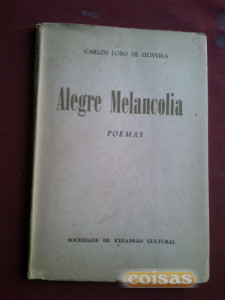 CARLOS LOBO DE OLIVEIRA
Alegre Melancolia
POEMAS
SOCIEDADE DE EXPANSÃO CULTURAL
coisas